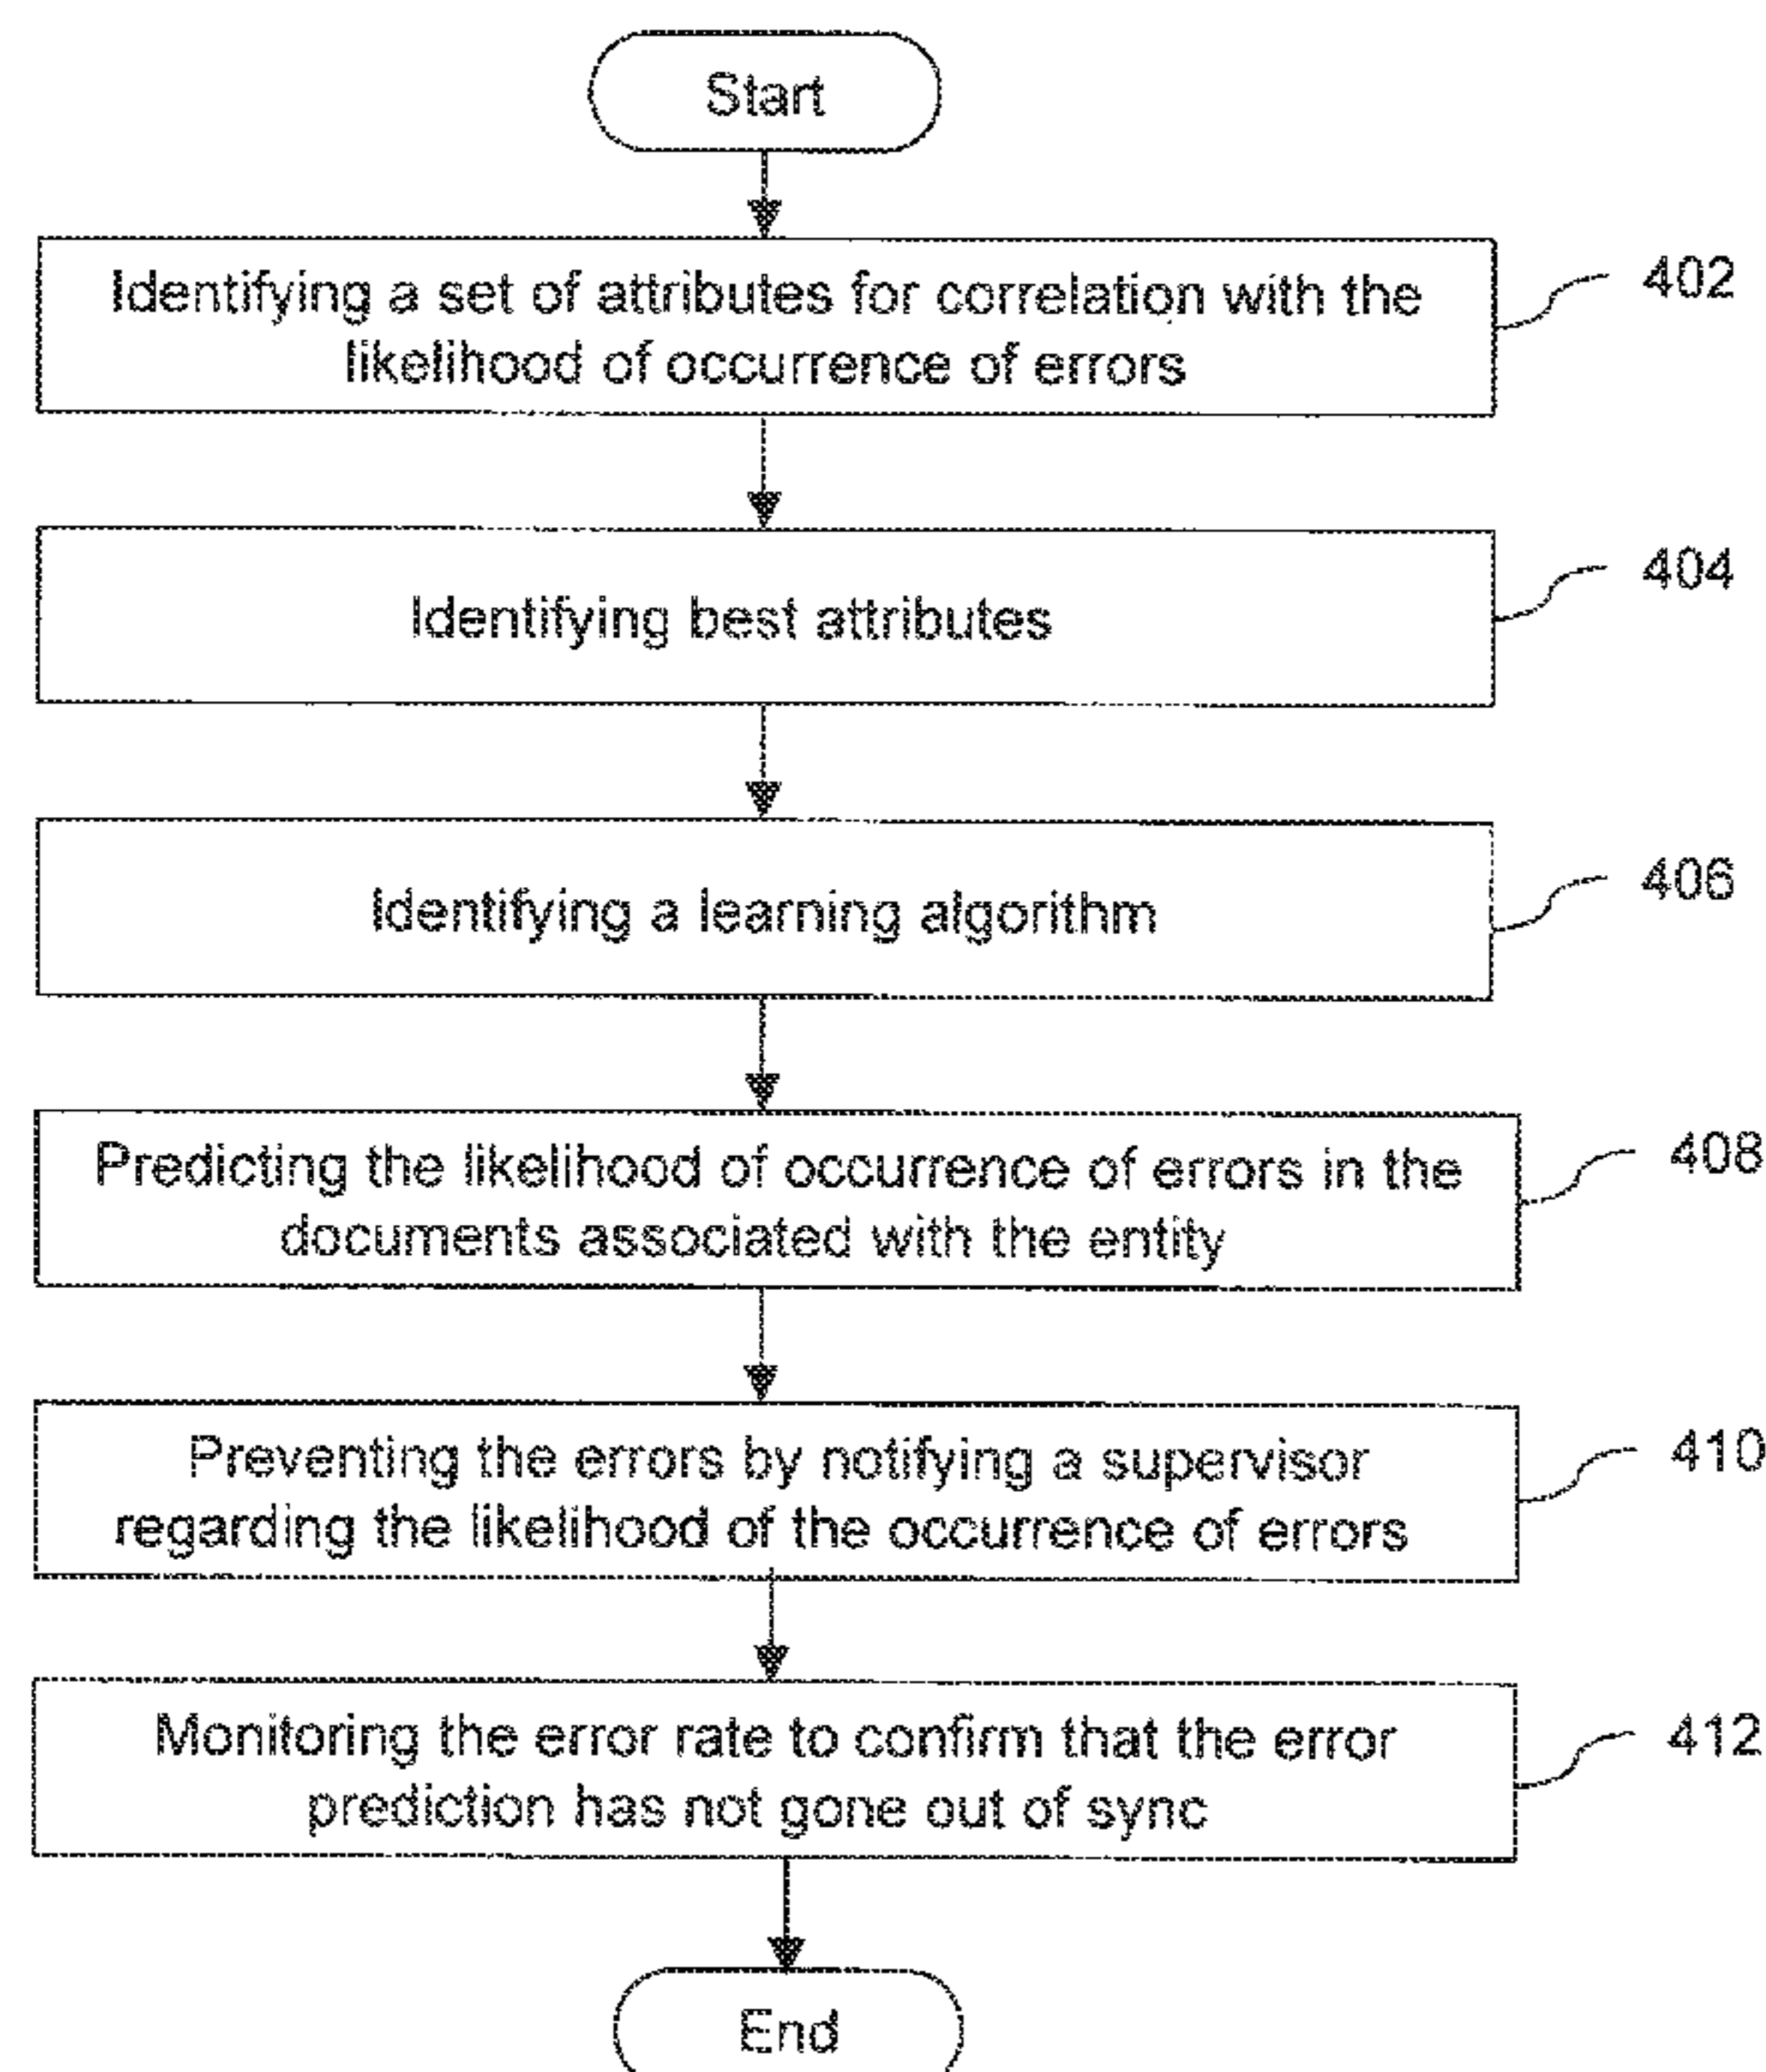 Start
Identifying a set of attributes for correlation with the
likelihood of occurrence of errors
402
Identifying best attributes
404
Identifying a learning algorithm
406
Predicting the likelihood of occurrence of errors in the
documents associated with the entity
408
Preventing the errors by notifying a supervisor
regarding the likelihood of the occurrence of errors
410
Monitoring the error rate to confirm that the error
prediction has not gone out of sync
412
End